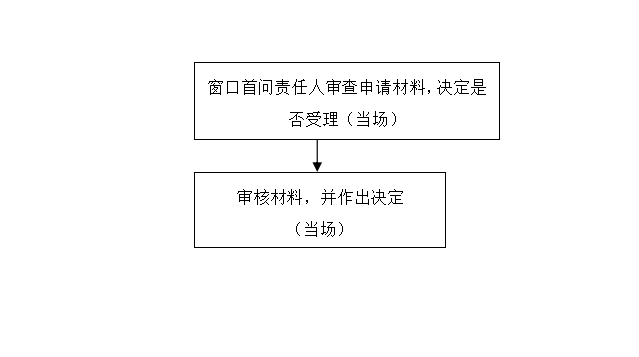 窗口首问责任人审查申请材料，决定是
否受理（当场）
审核材料，并作出决定
（当场）